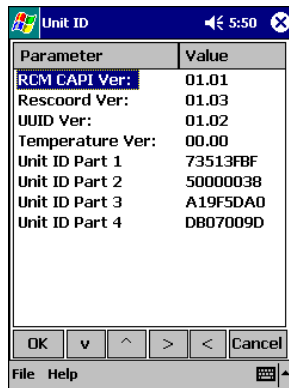 Unit ID 5:50
Parameter Value
RCM CAPI Ver: 01.01
Rescoord Ver: 01.03
UUID Ver: 01.02
Temperature Ver: 00.00
Unit ID Part 1 73513FBF
Unit ID Part 2 50000038
Unit ID Part 3 A19F5DA0
Unit ID Part 4 DB07009D
OK v ^ > < Cancel
File Help